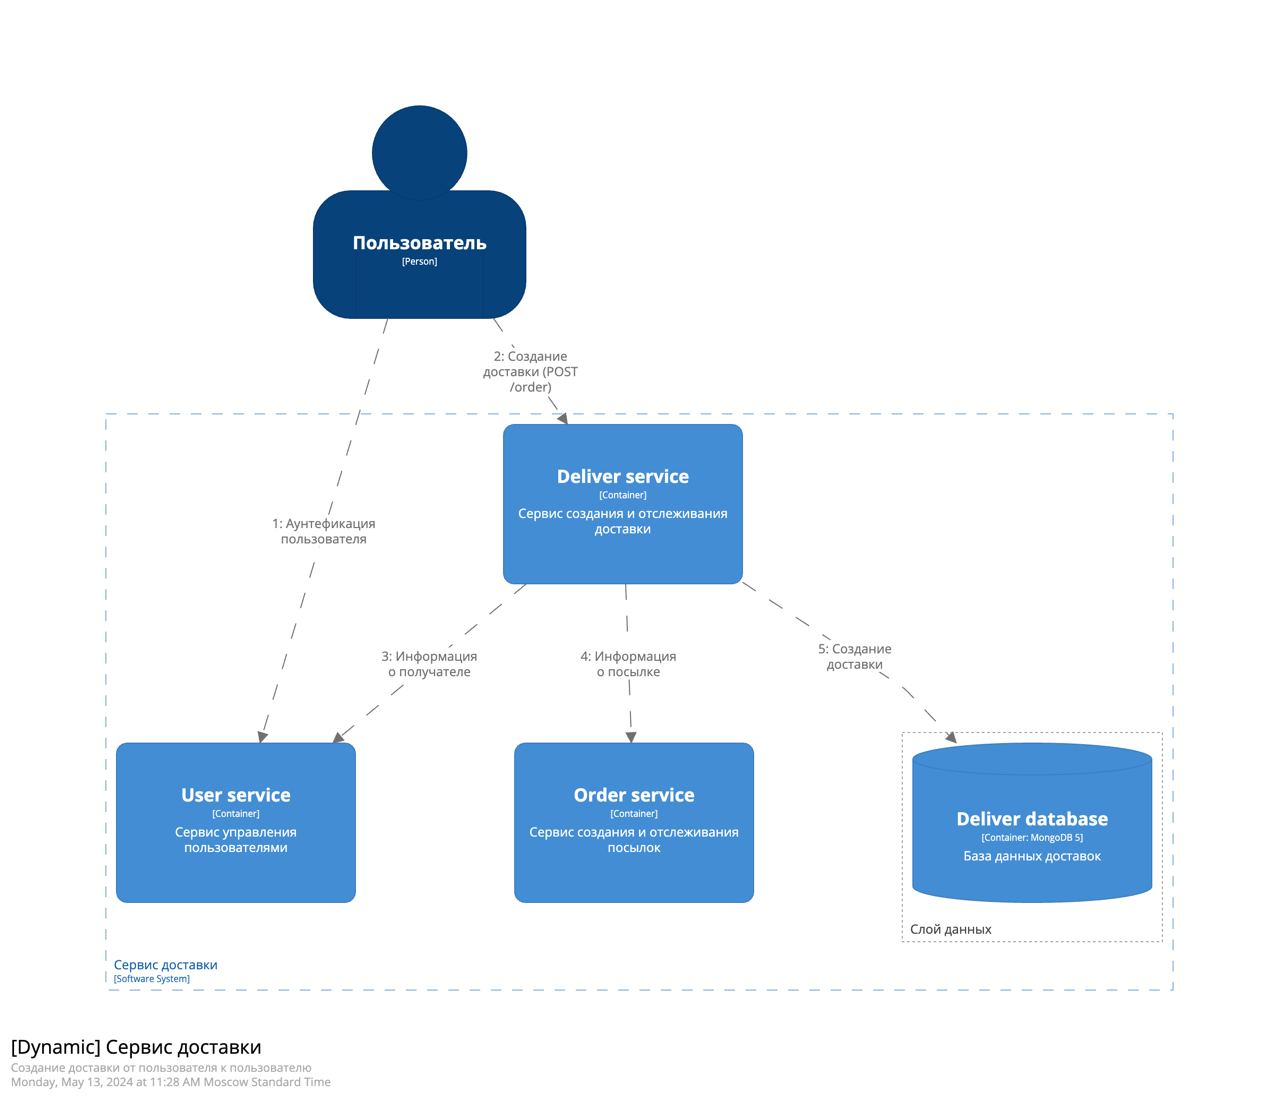 Пользователь
[Person]
2: Создание
доставки (POST
/order)
Deliver service
[Container]
Сервис создания и отслеживания
доставки
1: Аунтефикация
пользователя
3: Информация
о получателе
4: Информация
о посылке
5: Создание
доставки
User service
[Container]
Сервис управления
пользователями
Order service
[Container]
Сервис создания и отслеживания
посылок
Deliver database
[Container: MongoDB 5]
База данных доставок
Слой данных
Сервис доставки
[Software System]
[Dynamic] Сервис доставки
Создание доставки от пользователя к пользователю
Monday, May 13, 2024 at 11:28 AM Moscow Standard Time